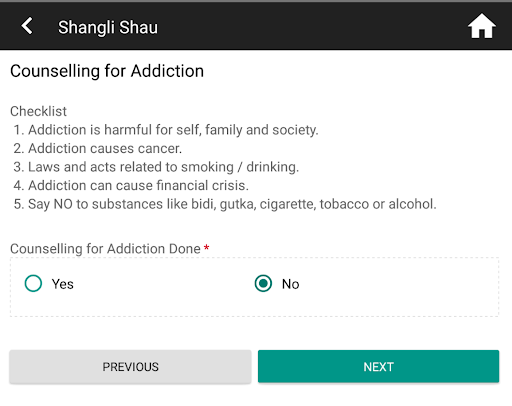 Shangli Shau
Counselling for Addiction
Checklist
1. Addiction is harmful for self, family and society.
2. Addiction causes cancer.
3. Laws and acts related to smoking / drinking.
4. Addiction can cause financial crisis.
5. Say NO to substances like bidi, gutka, cigarette, tobacco or alcohol.
Counselling for Addiction Done *
Yes No
PREVIOUS NEXT